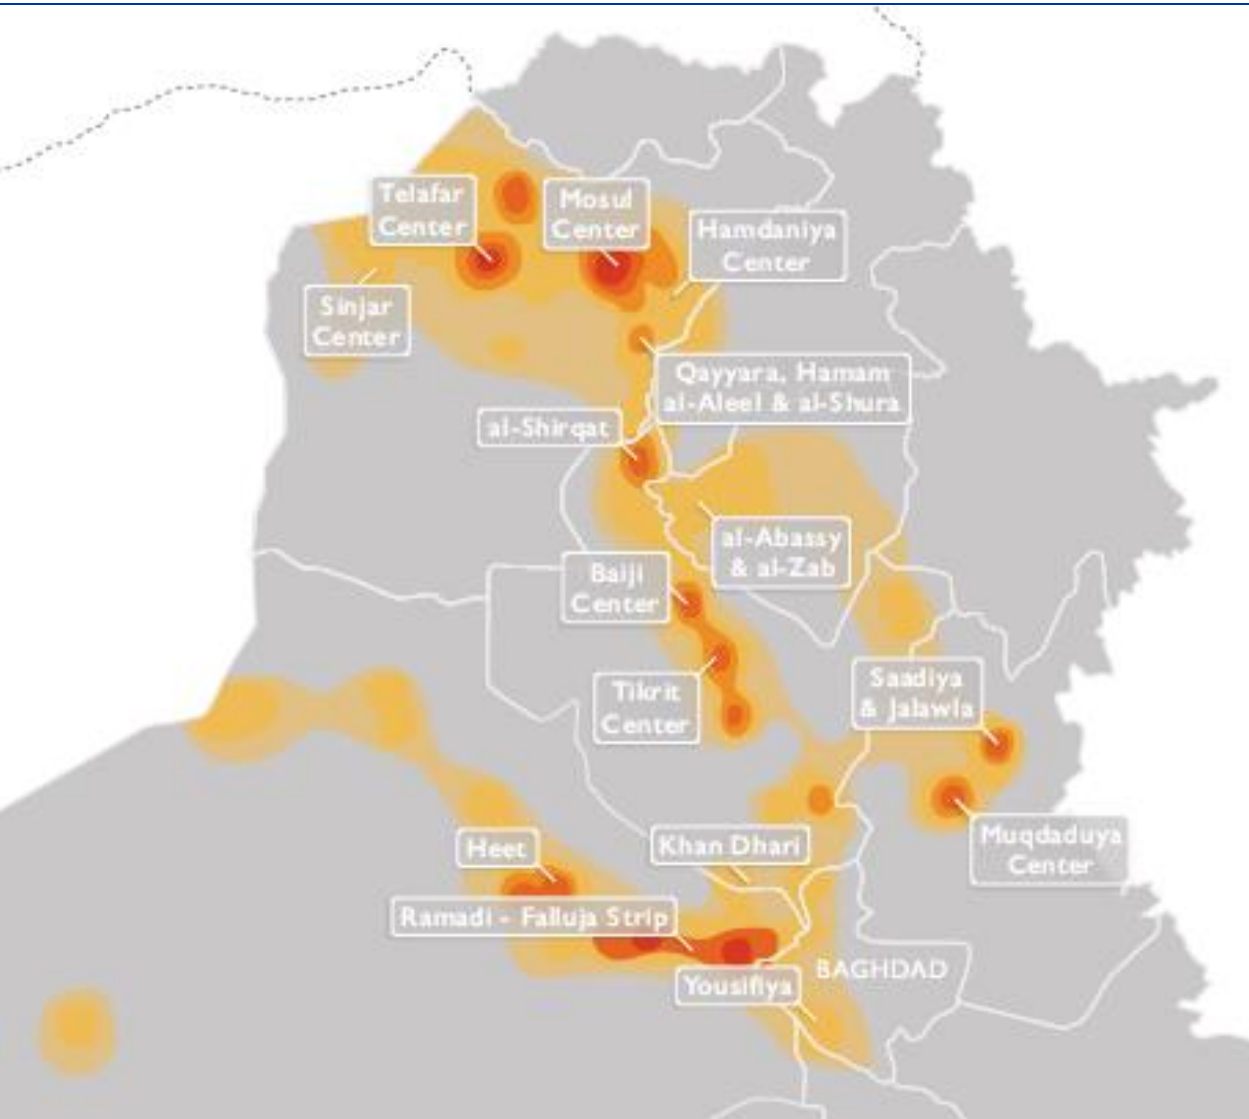 Telafar
Center
Mosul
Center
Hamdaniya
Center
Sinjar
Center
Qayyara, Hamam
al-Aleel & al-Shura
al-Shirqat
al-Abassy
& al-Zab
Baiji
Center
Tikrit
Center
Saadiya
& Jalawla
Muqdaduya
Center
Khan Dhari
Heet
Ramadi - Falluja Strip
BAGHDAD
Yousifiya